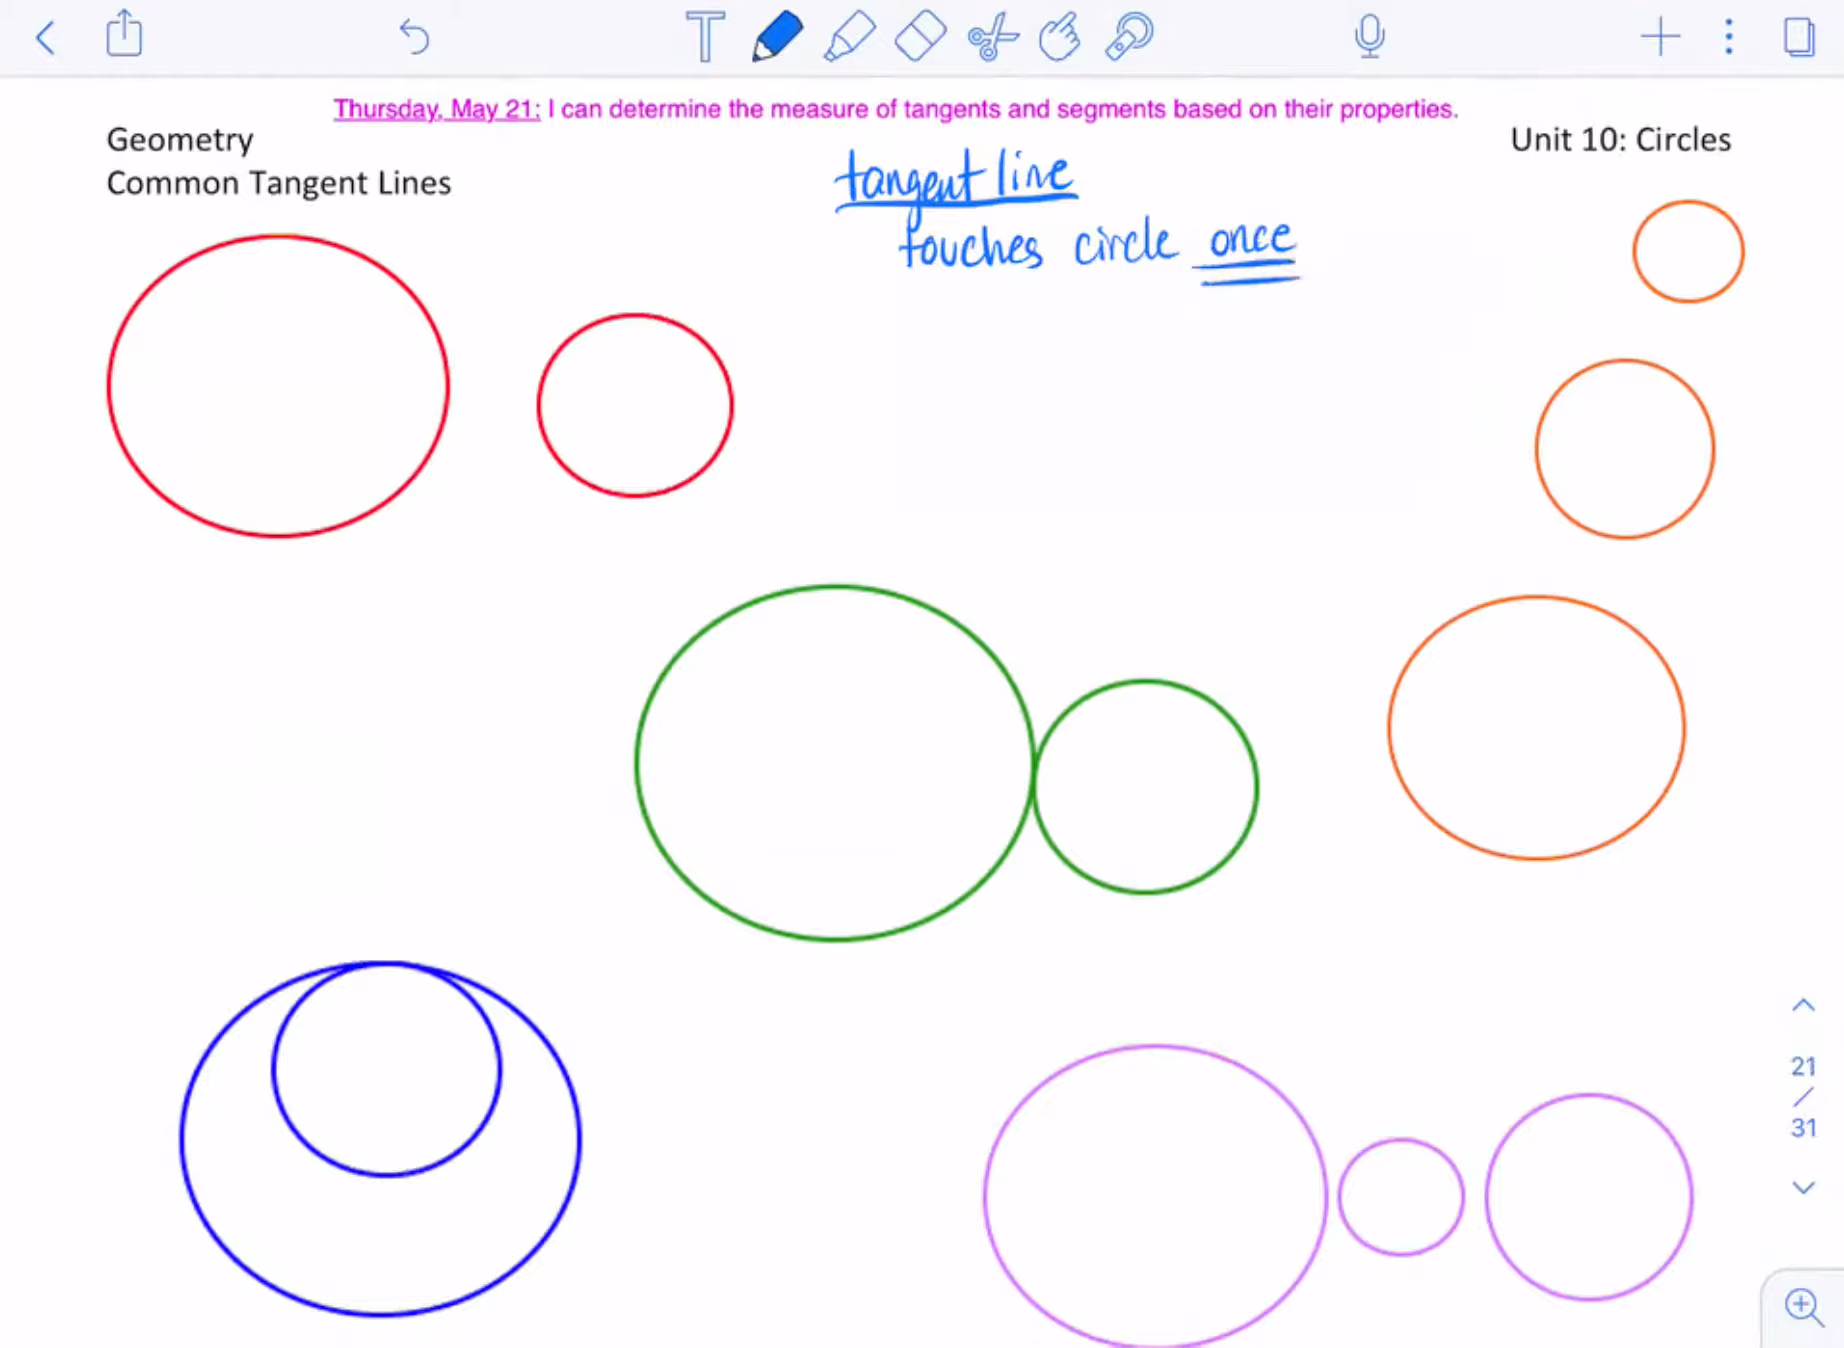 Thursday, May 21: I can determine the measure of tangents and segments based on their properties.
Geometry
Unit 10: Circles
Common Tangent Lines
tangent line
touches circle once
21
/
31